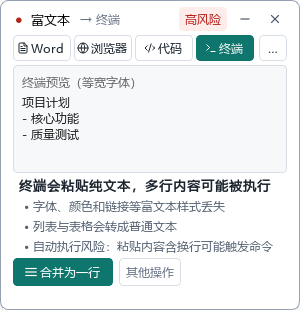 富文本 → 终端 高风险
Word 浏览器 代码 终端 ...
终端预览（等宽字体）
项目计划
- 核心功能
- 质量测试
终端会粘贴纯文本，多行内容可能被执行
• 字体、颜色和链接等富文本样式丢失
• 列表与表格会转成普通文本
• 自动执行风险：粘贴内容含换行可能触发命令
合并为一行 其他操作